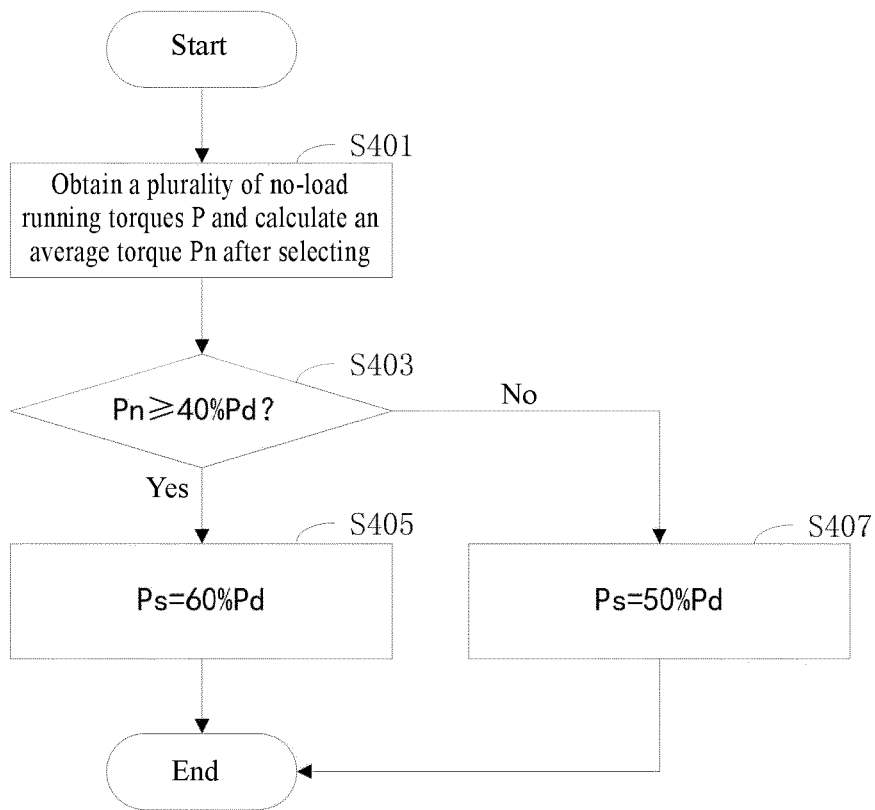 Start
S401
Obtain a plurality of no-load
running torques P and calculate an
average torque Pn after selecting
S403
Pn≥40%Pd?
No
Yes
S405
S407
Ps=60%Pd
Ps=50%Pd
End